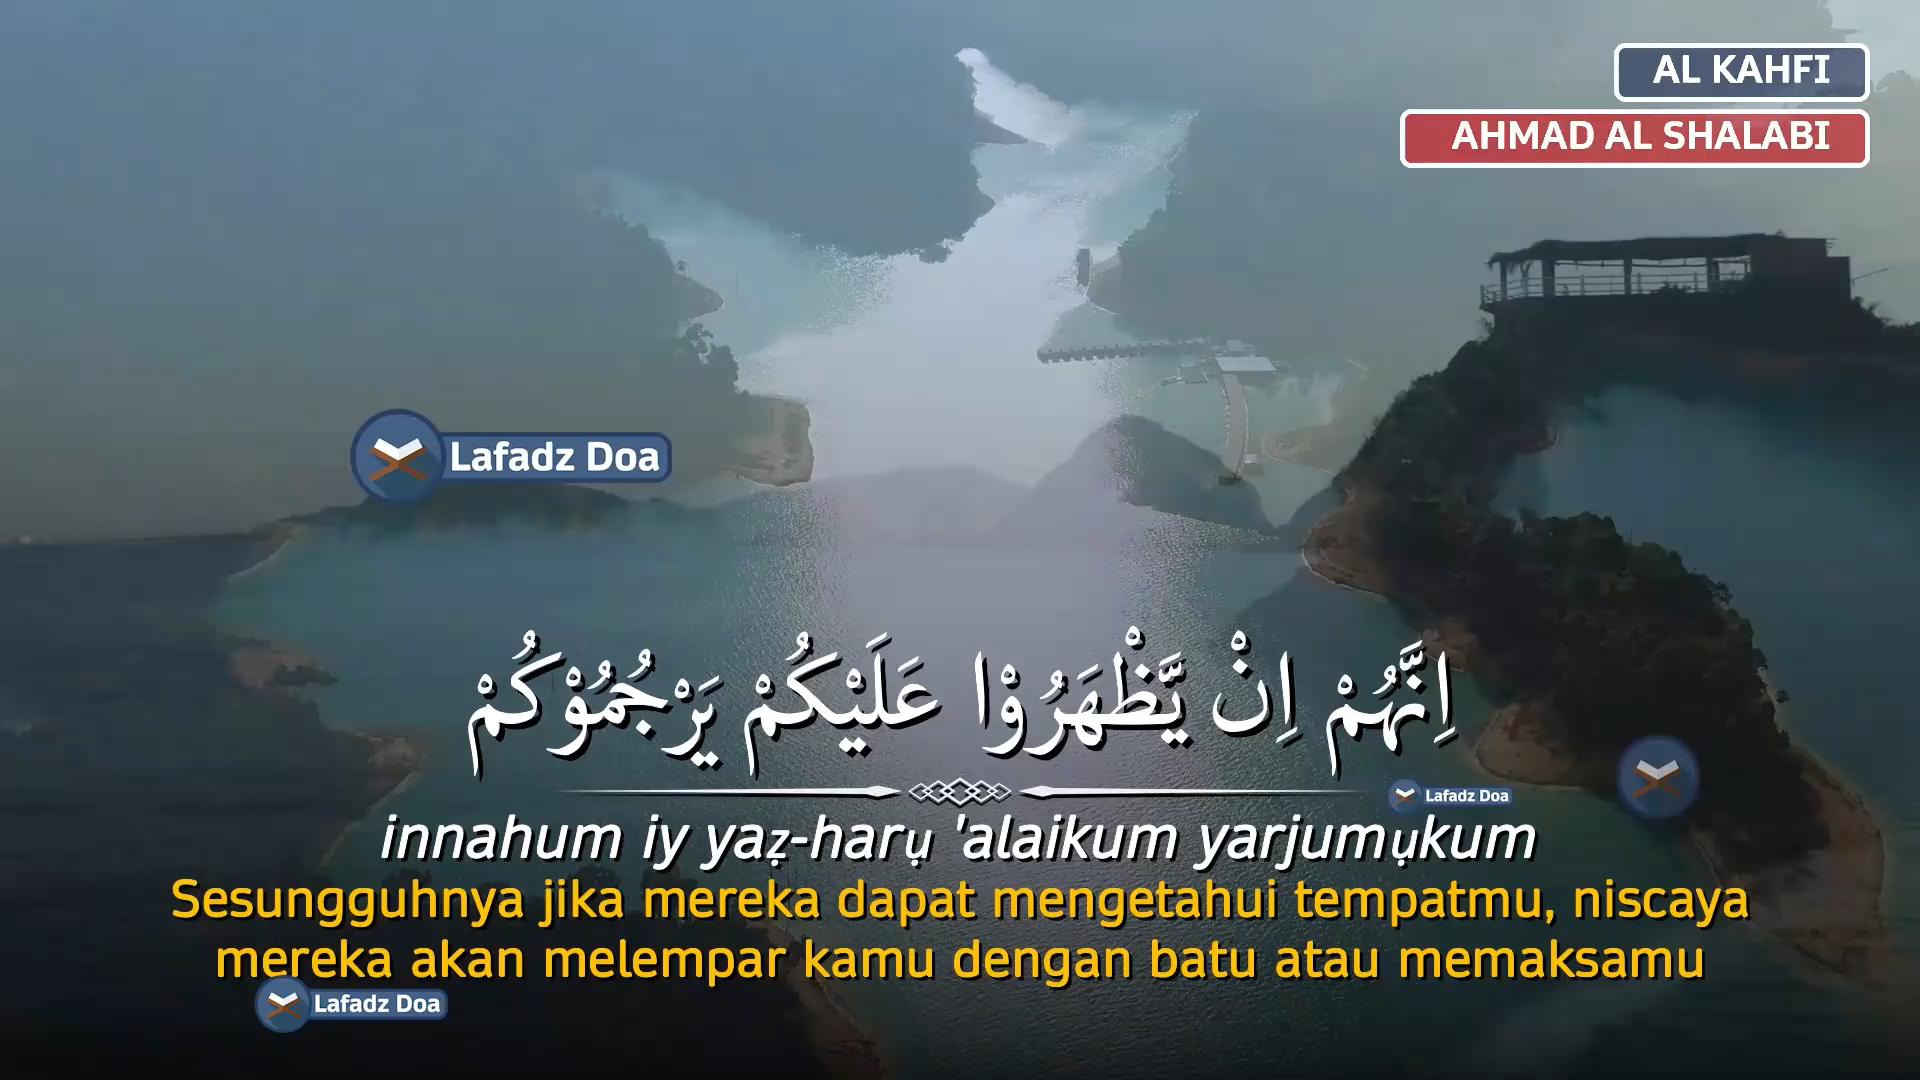 AL KAHFI
AHMAD AL SHALABI
Lafadz Doa
اِنَّهُمْ اِنْ يَّظْهَرُوْا عَلَيْكُمْ يَرْجُمُوْكُمْ
Lafadz Doa
innahum iy yaẓ-harụ 'alaikum yarjumụkum
Sesungguhnya jika mereka dapat mengetahui tempatmu, niscaya
mereka akan melempar kamu dengan batu atau memaksamu
Lafadz Doa